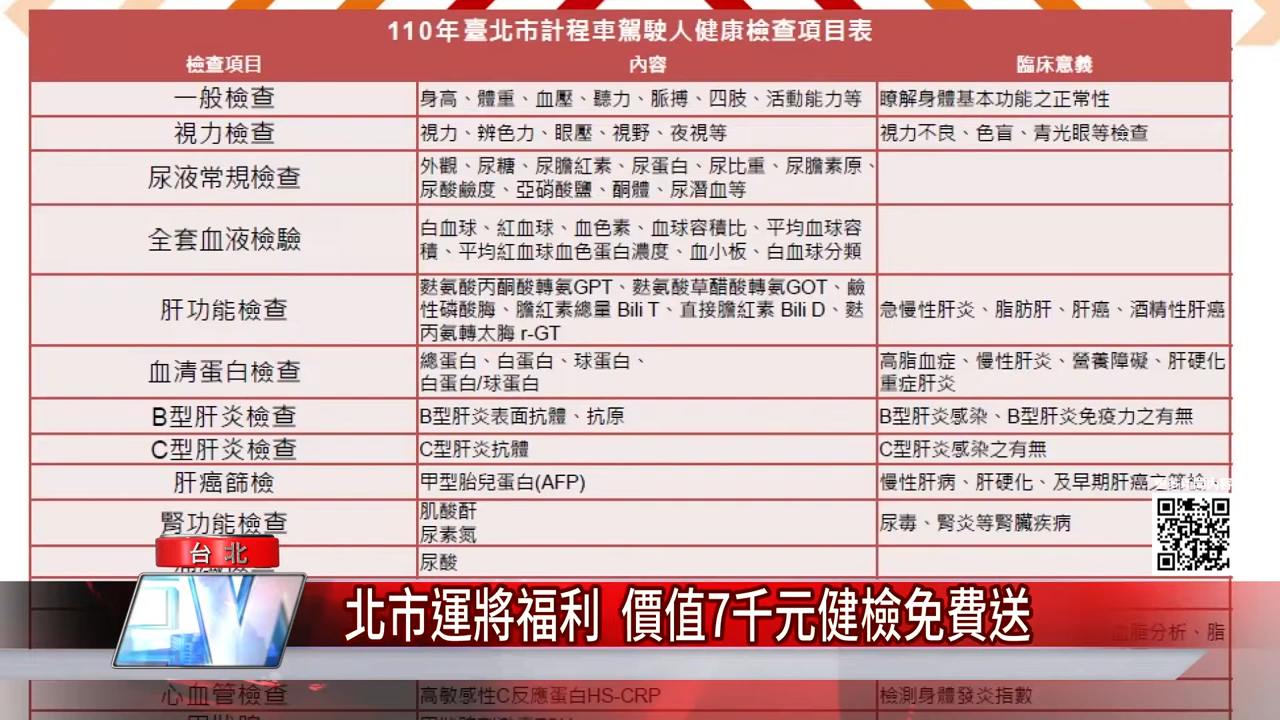 110年臺北市計程車駕駛人健康檢查項目表
檢查項目 內容 臨床意義
一般檢查 身高、體重、血壓、聽力、脈搏、四肢、活動能力等 瞭解身體基本功能之正常性
視力檢查 視力、辨色力、眼壓、視野、夜視等 視力不良、色盲、青光眼等檢查
尿液常規檢查 外觀、尿糖、尿膽紅素、尿蛋白、尿比重、尿膽素原、
尿酸鹼度、亞硝酸鹽、酮體、尿潛血等
全套血液檢驗 白血球、紅血球、血色素、血球容積比、平均血球容
積、平均紅血球血色蛋白濃度、血小板、白血球分類
肝功能檢查 麩氨酸丙酮酸轉氨GPT、麩氨酸草醋酸轉氨GOT、鹼
性磷酸脢、膽紅素總量 Bili T、直接膽紅素 Bili D、麩
丙氨轉太脢 r-GT
急慢性肝炎、脂肪肝、肝癌、酒精性肝癌
血清蛋白檢查 總蛋白、白蛋白、球蛋白、
白蛋白/球蛋白
高脂血症、慢性肝炎、營養障礙、肝硬化
重症肝炎
B型肝炎檢查 B型肝炎表面抗體、抗原 B型肝炎感染、B型肝炎免疫力之有無
C型肝炎檢查 C型肝炎抗體 C型肝炎感染之有無
肝癌篩檢 甲型胎兒蛋白(AFP) 慢性肝病、肝硬化、及早期肝癌之篩檢
腎功能檢查 肌酸酐
尿素氮
尿毒、腎炎等腎臟疾病
尿酸
台北
北市運將福利 價值7千元健檢免費送
血脂分析、脂
心血管檢查 高敏感性C反應蛋白HS-CRP 檢測身體發炎指數